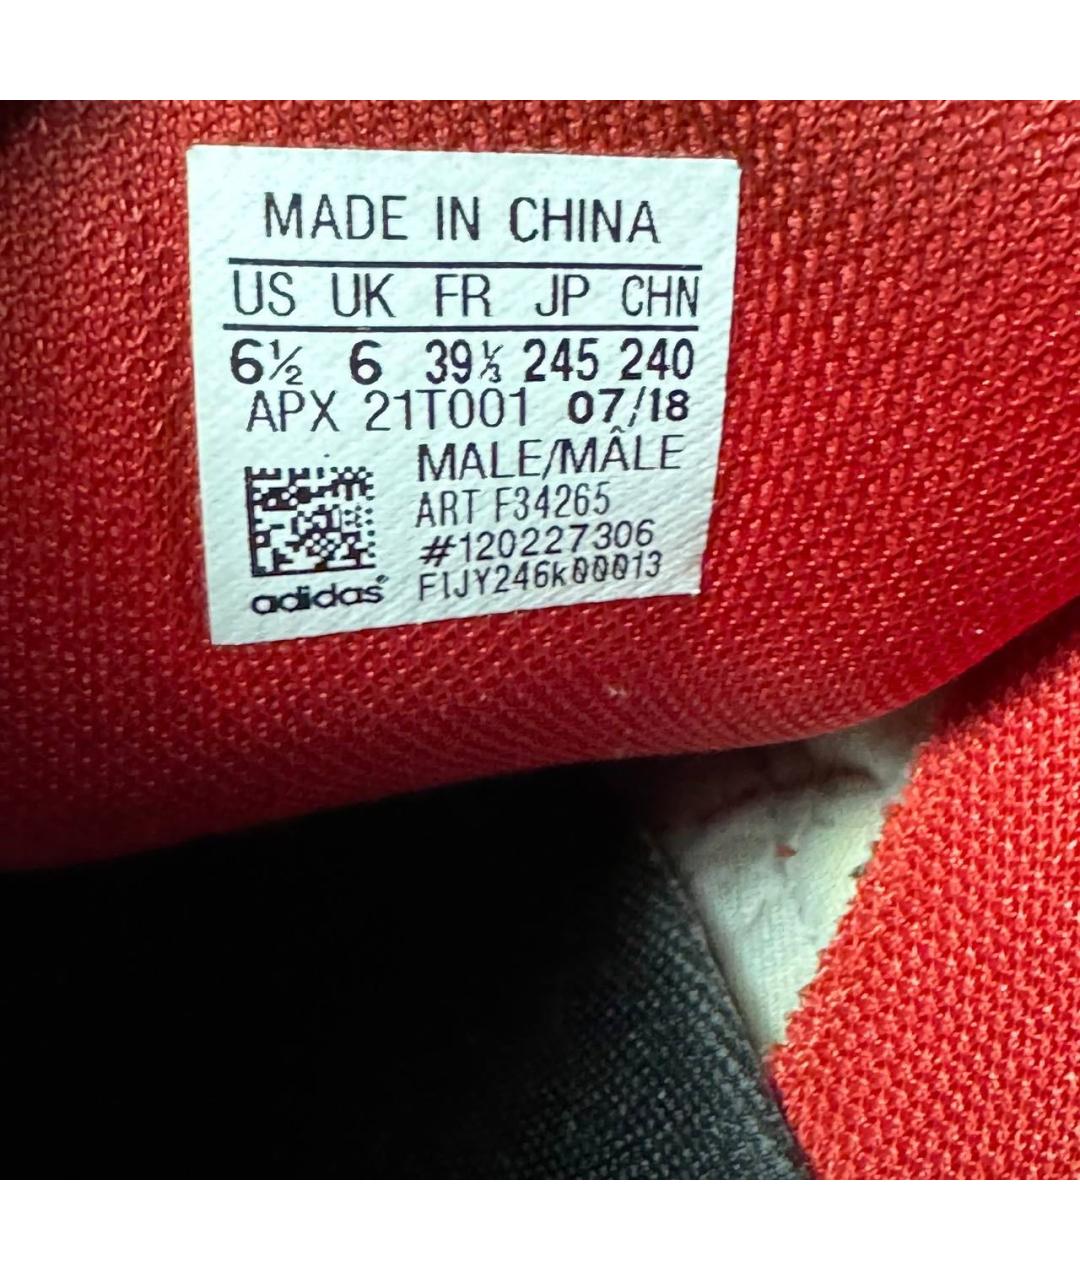 MADE IN CHINA
US UK FR JP CHN
6½ 6 39⅓ 245 240
APX 21T001 07/18
MALE/MÂLE
ART F34265
#120227306
FIJY246k00013
adidas®